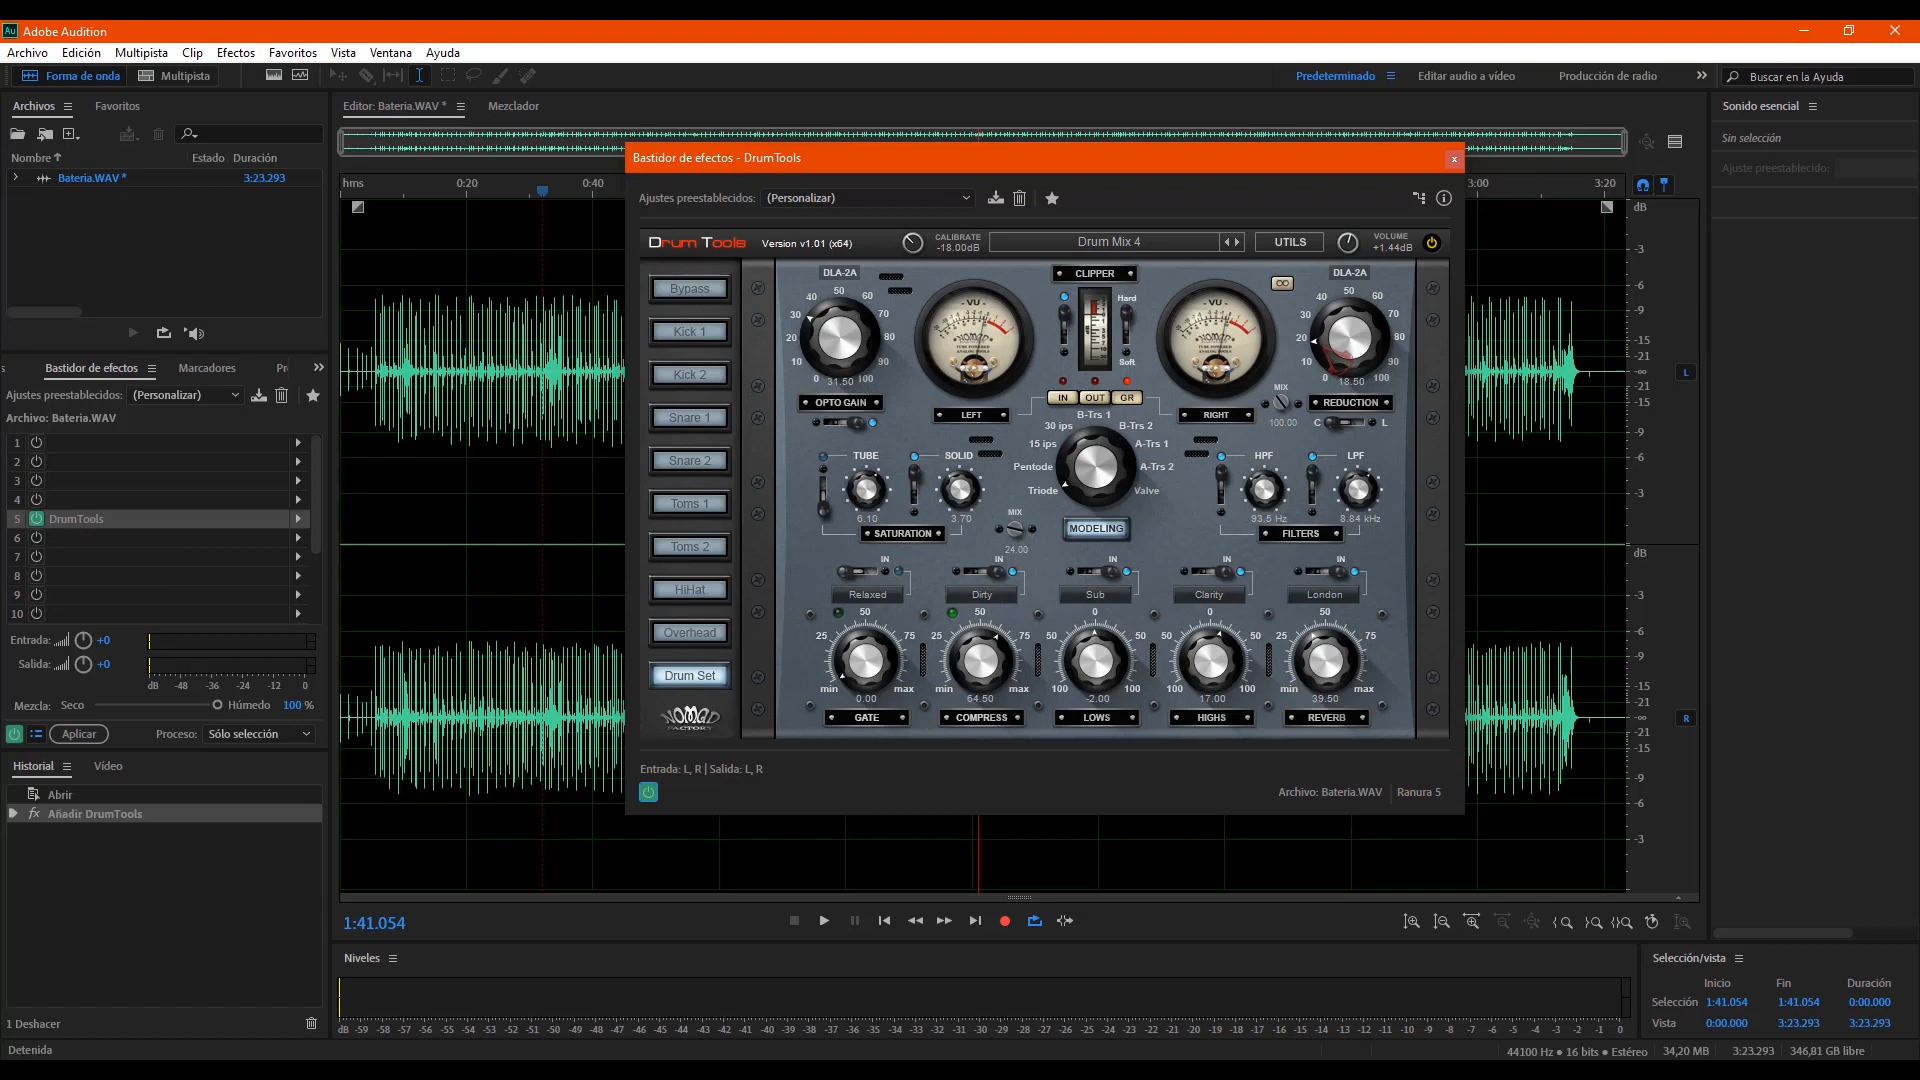 Au Adobe Audition
Archivo Edición Multipista Clip Efectos Favoritos Vista Ventana Ayuda
Forma de onda Multipista Predeterminado Editar audio a vídeo Producción de radio Buscar en la Ayuda
Archivos Favoritos
Nombre Estado Duración
Bateria.WAV * 3:23.293
Editor: Bateria.WAV * Mezclador
hms 0:20 0:40 3:00 3:20
Bastidor de efectos - DrumTools
Ajustes preestablecidos: (Personalizar)
Drum Tools Version v1.01 (x64) CALIBRATE -18.00dB Drum Mix 4 UTILS VOLUME +1.44dB
Bypass
Kick 1
Kick 2
Snare 1
Snare 2
Toms 1
Toms 2
HiHat
Overhead
Drum Set
NOMAD FACTORY
DLA-2A CLIPPER DLA-2A
0 10 20 30 40 50 60 70 80 90 100
31.50
OPTO GAIN
VU
LEFT
Hard
Soft
IN OUT GR
VU
RIGHT
MIX
100.00
0 10 20 30 40 50 60 70 80 90 100
18.50
REDUCTION
C L
TUBE SOLID
6.10 3.70
SATURATION
MIX
24.00
B-Trs 1
30 ips B-Trs 2
15 ips A-Trs 1
Pentode A-Trs 2
Triode Valve
MODELING
HPF LPF
93.5 Hz 8.84 kHz
FILTERS
IN IN IN IN IN
Relaxed Dirty Sub Clarity London
50 50 0 0 50
25 75 25 75 50 50 50 50 25 75
min max min max 100 100 100 100 min max
0.00 64.50 -2.00 17.00 39.50
GATE COMPRESS LOWS HIGHS REVERB
Entrada: L, R | Salida: L, R
Archivo: Bateria.WAV Ranura 5
Bastidor de efectos Marcadores Pr
Ajustes preestablecidos: (Personalizar)
Archivo: Bateria.WAV
1
2
3
4
5 DrumTools
6
7
8
9
10
Entrada: +0
Salida: +0
dB -48 -36 -24 -12 0
Mezcla: Seco Húmedo 100 %
Aplicar Proceso: Sólo selección
Historial Vídeo
Abrir
fx Añadir DrumTools
1 Deshacer
Detenida
dB
-3
-6
-9
-15
-21
-∞
-21
-15
-9
-6
-3
dB
-3
-6
-9
-15
-21
-∞
-21
-15
-9
-6
-3
L
R
Sonido esencial
Sin selección
Ajuste preestablecido:
1:41.054
Niveles
dB -59 -58 -57 -56 -55 -54 -53 -52 -51 -50 -49 -48 -47 -46 -45 -44 -43 -42 -41 -40 -39 -38 -37 -36 -35 -34 -33 -32 -31 -30 -29 -28 -27 -26 -25 -24 -23 -22 -21 -20 -19 -18 -17 -16 -15 -14 -13 -12 -11 -10 -9 -8 -7 -6 -5 -4 -3 -2 -1 0
Selección/vista
Inicio Fin Duración
Selección 1:41.054 1:41.054 0:00.000
Vista 0:00.000 3:23.293 3:23.293
44100 Hz ● 16 bits ● Estéreo 34,20 MB 3:23.293 346,81 GB libre